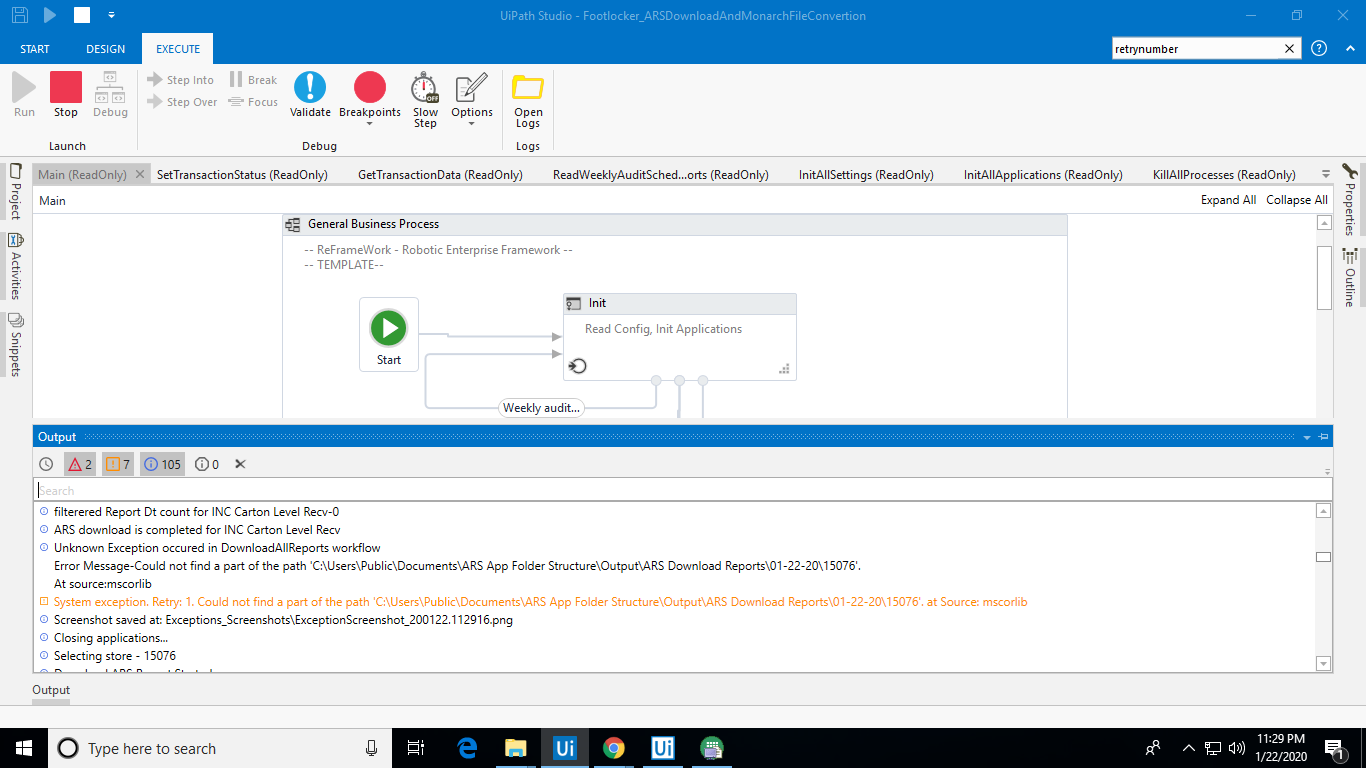 UiPath Studio - Footlocker_ARSDownloadAndMonarchFileConvertion
START DESIGN EXECUTE retrynumber
Run Stop Debug Step Into Step Over Break Focus Validate Breakpoints Slow Step OFF Options Open Logs
Launch Debug Logs
Main (ReadOnly) SetTransactionStatus (ReadOnly) GetTransactionData (ReadOnly) ReadWeeklyAuditSched...orts (ReadOnly) InitAllSettings (ReadOnly) InitAllApplications (ReadOnly) KillAllProcesses (ReadOnly)
Project
Activities
Snippets
Properties
Outline
Main Expand All Collapse All
General Business Process
-- ReFrameWork - Robotic Enterprise Framework --
-- TEMPLATE--
Init
Read Config, Init Applications
Start
Weekly audit...
Output
2 7 105 0
Search
filterered Report Dt count for INC Carton Level Recv-0
ARS download is completed for INC Carton Level Recv
Unknown Exception occured in DownloadAllReports workflow
Error Message-Could not find a part of the path 'C:\Users\Public\Documents\ARS App Folder Structure\Output\ARS Download Reports\01-22-20\15076'.
At source:mscorlib
System exception. Retry: 1. Could not find a part of the path 'C:\Users\Public\Documents\ARS App Folder Structure\Output\ARS Download Reports\01-22-20\15076'. at Source: mscorlib
Screenshot saved at: Exceptions_Screenshots\ExceptionScreenshot_200122.112916.png
Closing applications...
Selecting store - 15076
Output
Type here to search
Ui
Ui
11:29 PM
1/22/2020
1